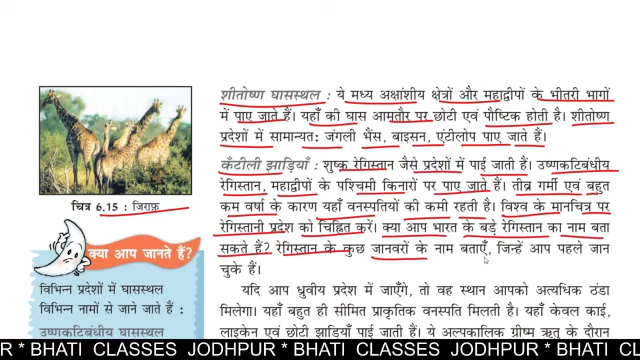 शीतोष्ण घासस्थल : ये मध्य अक्षांशीय क्षेत्रों और महाद्वीपों के भीतरी भागों
में पाए जाते हैं। यहाँ की घास आमतौर पर छोटी एवं पौष्टिक होती है। शीतोष्ण
प्रदेशों में सामान्यत: जंगली भैंस, बाइसन, एंटीलोप पाए जाते हैं।
कँटीली झाड़ियाँ : शुष्क रेगिस्तान जैसे प्रदेशों में पाई जाती हैं। उष्णकटिबंधीय
रेगिस्तान, महाद्वीपों के पश्चिमी किनारों पर पाए जाते हैं। तीव्र गर्मी एवं बहुत
कम वर्षा के कारण यहाँ वनस्पतियों की कमी रहती है। विश्व के मानचित्र पर
रेगिस्तानी प्रदेश को चिह्नित करें। क्या आप भारत के बड़े रेगिस्तान का नाम बता
सकते हैं? रेगिस्तान के कुछ जानवरों के नाम बताएँ, जिन्हें आप पहले जान
चुके हैं।
यदि आप ध्रुवीय प्रदेश में जाएँगे, तो वह स्थान आपको अत्यधिक ठंडा
मिलेगा। यहाँ बहुत ही सीमित प्राकृतिक वनस्पति मिलती है। यहाँ केवल काई,
लाइकेन एवं छोटी झाड़ियाँ पाई जाती हैं। ये अल्पकालिक ग्रीष्म ऋतु के दौरान
चित्र 6.15 : जिराफ़
क्या आप जानते हैं?
विभिन्न प्रदेशों में घासस्थल
विभिन्न नामों से जाने जाते हैं :
उष्णकटिबंधीय घासस्थल
R * BHATI CLASSES JODHPUR * BHATI CLASSES JODHPUR * BHATI CLAS